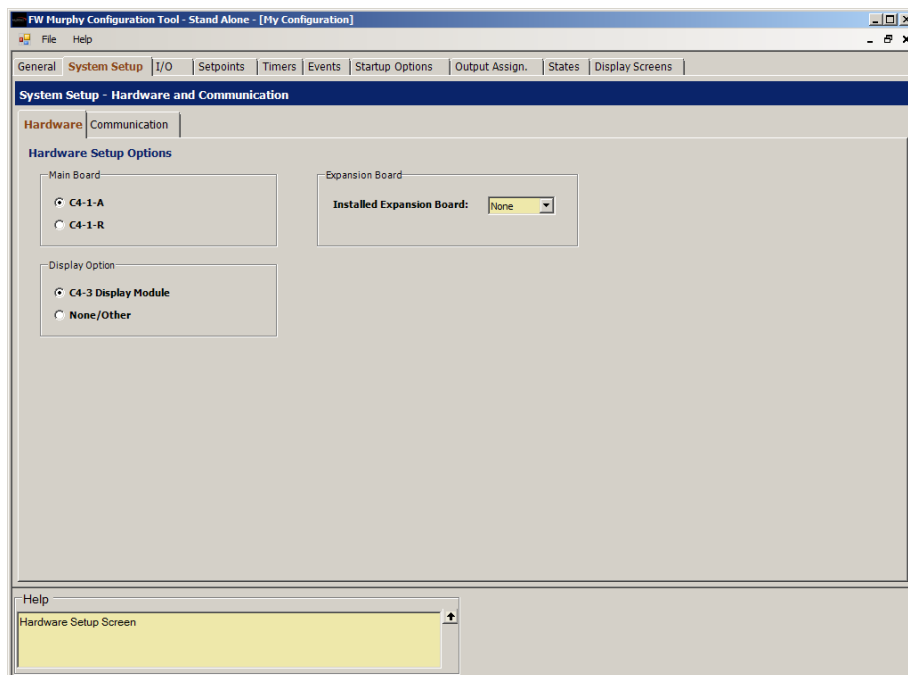 FW Murphy Configuration Tool - Stand Alone - [My Configuration]
File Help
General System Setup I/O Setpoints Timers Events Startup Options Output Assign. States Display Screens
System Setup - Hardware and Communication
Hardware Communication
Hardware Setup Options
Main Board
C4-1-A
C4-1-R
Expansion Board
Installed Expansion Board: None
Display Option
C4-3 Display Module
None/Other
Help
Hardware Setup Screen